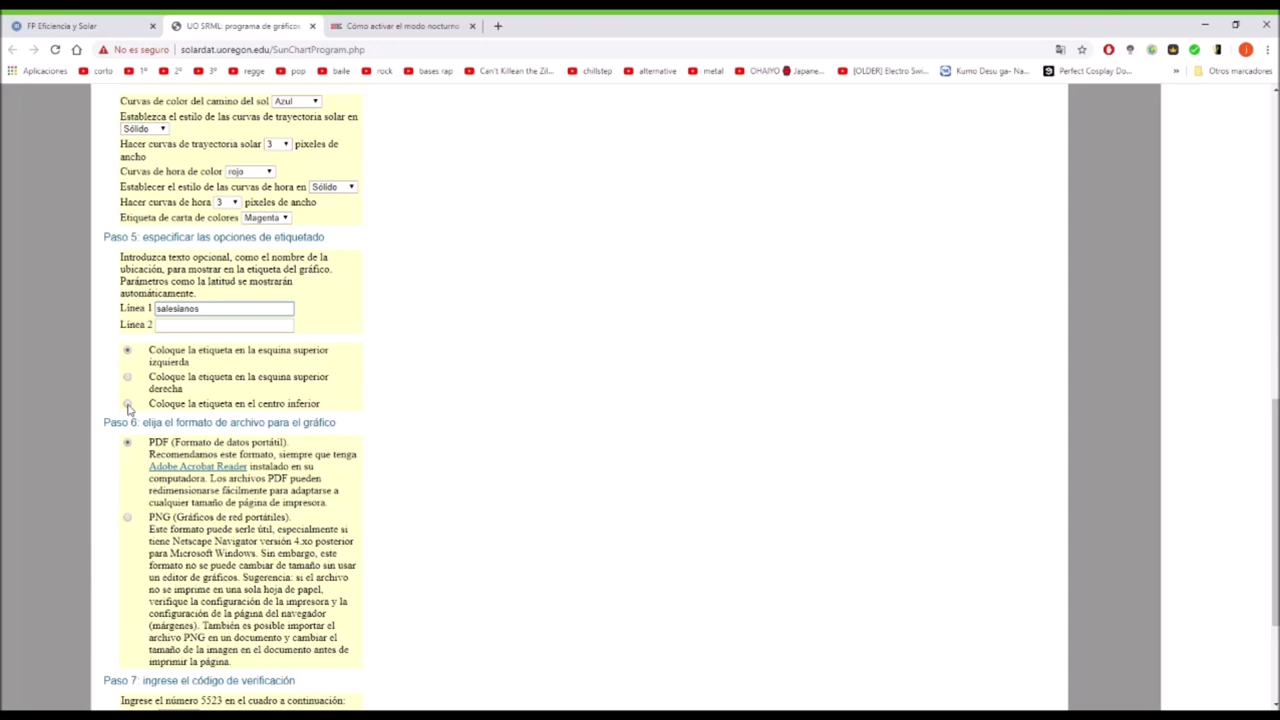 FP Eficiencia y Solar
UO SRML: programa de gráficos
Cómo activar el modo nocturno
No es seguro
solardat.uoregon.edu/SunChartProgram.php
Aplicaciones corto 1º 2º 3º regge pop baile rock bases rap Can't Killean the Zil... chillstep alternative metal OHAIYO Japane... [OLDER] Electro Swi... Kumo Desu ga- Na... Perfect Cosplay Do... » Otros marcadores
Curvas de color del camino del sol Azul
Establezca el estilo de las curvas de trayectoria solar en
Sólido
Hacer curvas de trayectoria solar 3 píxeles de
ancho
Curvas de hora de color rojo
Establecer el estilo de las curvas de hora en Sólido
Hacer curvas de hora 3 píxeles de ancho
Etiqueta de carta de colores Magenta
Paso 5: especificar las opciones de etiquetado
Introduzca texto opcional, como el nombre de la
ubicación, para mostrar en la etiqueta del gráfico.
Parámetros como la latitud se mostrarán
automáticamente.
Línea 1 salesianos
Línea 2
Coloque la etiqueta en la esquina superior
izquierda
Coloque la etiqueta en la esquina superior
derecha
Coloque la etiqueta en el centro inferior
Paso 6: elija el formato de archivo para el gráfico
PDF (Formato de datos portátil).
Recomendamos este formato, siempre que tenga
Adobe Acrobat Reader instalado en su
computadora. Los archivos PDF pueden
redimensionarse fácilmente para adaptarse a
cualquier tamaño de página de impresora.
PNG (Gráficos de red portátiles).
Este formato puede serle útil, especialmente si
tiene Netscape Navigator versión 4.xo posterior
para Microsoft Windows. Sin embargo, este
formato no se puede cambiar de tamaño sin usar
un editor de gráficos. Sugerencia: si el archivo
no se imprime en una sola hoja de papel,
verifique la configuración de la impresora y la
configuración de la página del navegador
(márgenes). También es posible importar el
archivo PNG en un documento y cambiar el
tamaño de la imagen en el documento antes de
imprimir la página.
Paso 7: ingrese el código de verificación
Ingrese el número 5523 en el cuadro a continuación: